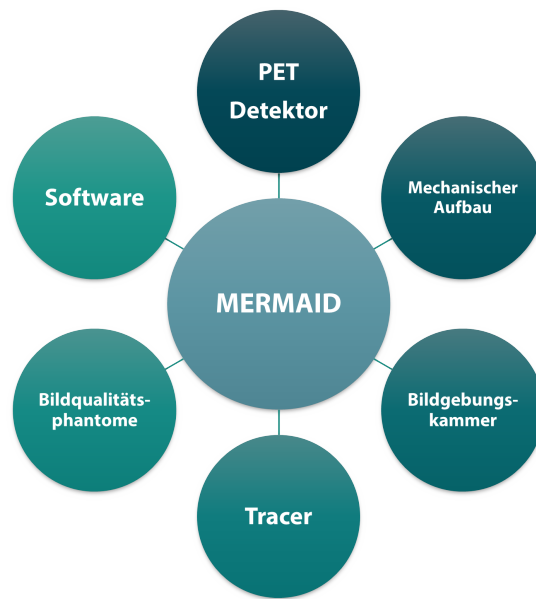 PET
Detektor
Software
Mechanischer
Aufbau
MERMAID
Bildqualitäts-
phantome
Bildgebungs-
kammer
Tracer